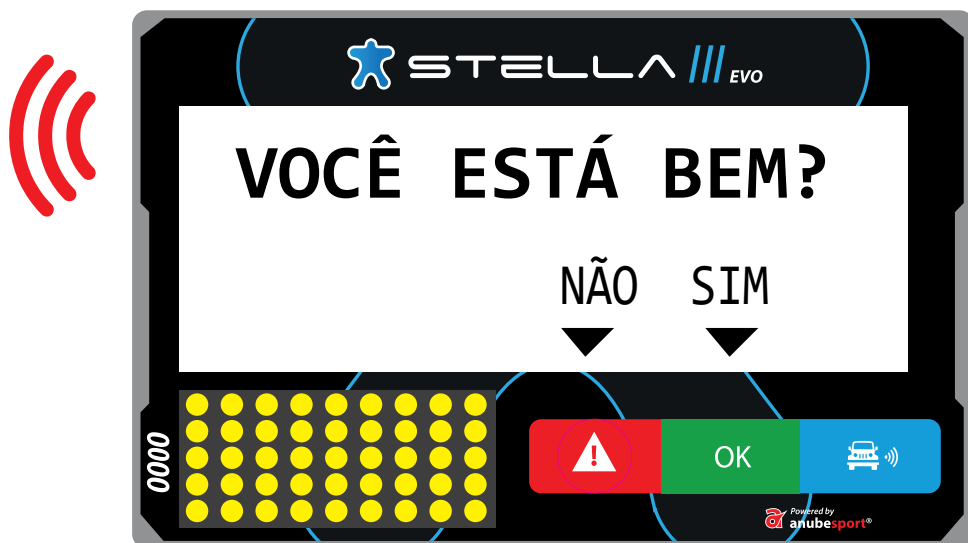 STELLA III EVO
VOCÊ ESTÁ BEM?
NÃO SIM
0000
! OK
Powered by
anubesport®